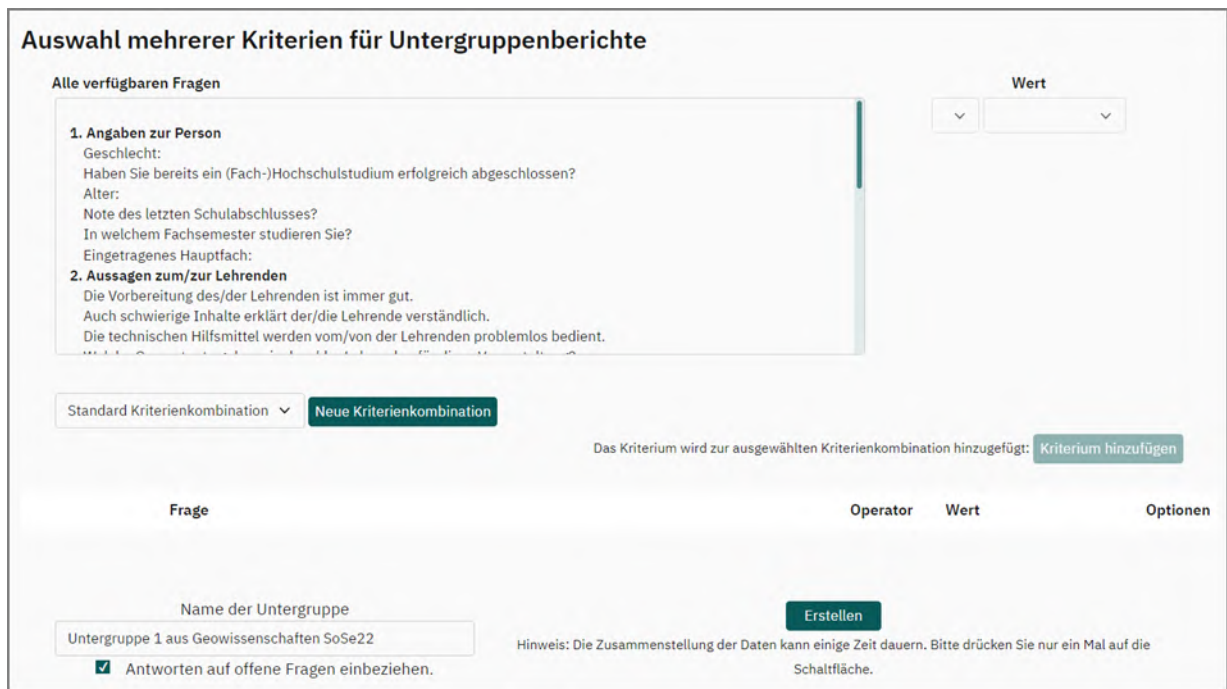 Auswahl mehrerer Kriterien für Untergruppenberichte
Alle verfügbaren Fragen
Wert
1. Angaben zur Person
Geschlecht:
Haben Sie bereits ein (Fach-)Hochschulstudium erfolgreich abgeschlossen?
Alter:
Note des letzten Schulabschlusses?
In welchem Fachsemester studieren Sie?
Eingetragenes Hauptfach:
2. Aussagen zum/zur Lehrenden
Die Vorbereitung des/der Lehrenden ist immer gut.
Auch schwierige Inhalte erklärt der/die Lehrende verständlich.
Die technischen Hilfsmittel werden vom/von der Lehrenden problemlos bedient.
Standard Kriterienkombination
Neue Kriterienkombination
Das Kriterium wird zur ausgewählten Kriterienkombination hinzugefügt:
Kriterium hinzufügen
Frage
Operator
Wert
Optionen
Name der Untergruppe
Untergruppe 1 aus Geowissenschaften SoSe22
Antworten auf offene Fragen einbeziehen.
Erstellen
Hinweis: Die Zusammenstellung der Daten kann einige Zeit dauern. Bitte drücken Sie nur ein Mal auf die
Schaltfläche.